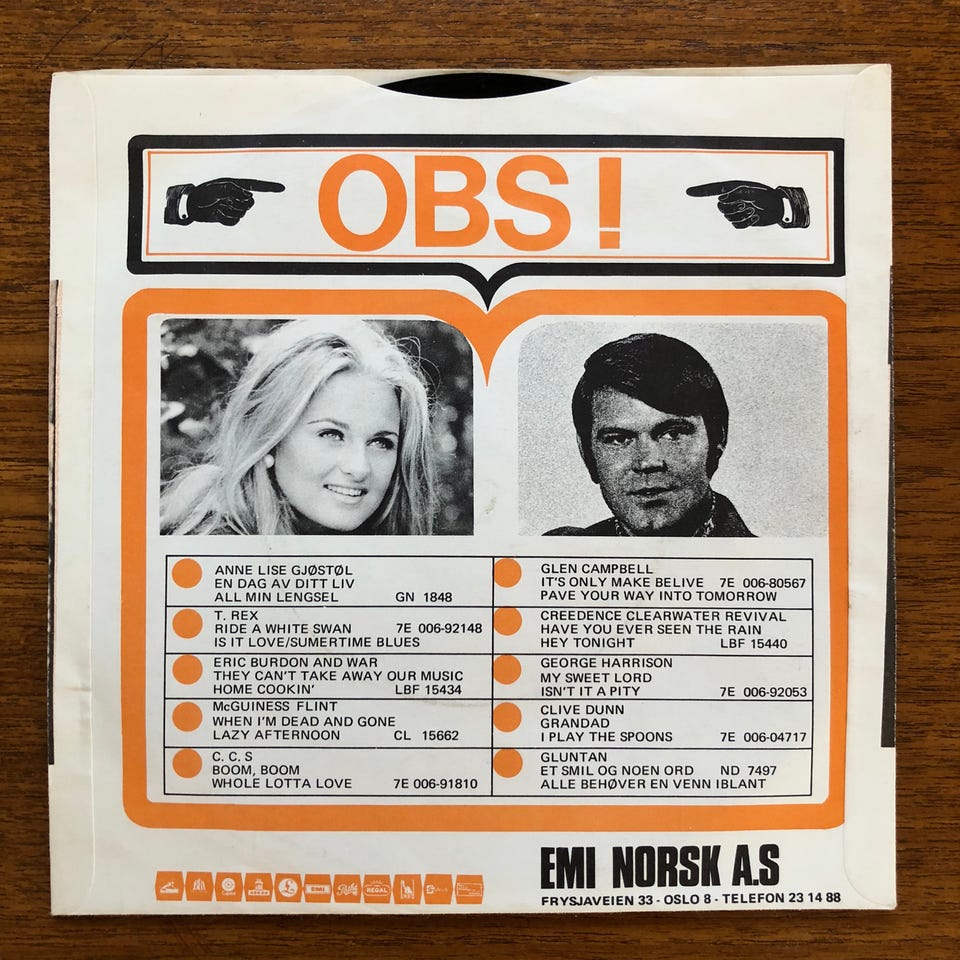 OBS!
ANNE LISE GJØSTØL
EN DAG AV DITT LIV
ALL MIN LENGSEL GN 1848
T. REX
RIDE A WHITE SWAN 7E 006-92148
IS IT LOVE/SUMERTIME BLUES
ERIC BURDON AND WAR
THEY CAN'T TAKE AWAY OUR MUSIC
HOME COOKIN' LBF 15434
McGUINESS FLINT
WHEN I'M DEAD AND GONE
LAZY AFTERNOON CL 15662
C. C. S
BOOM, BOOM
WHOLE LOTTA LOVE 7E 006-91810
GLEN CAMPBELL
IT'S ONLY MAKE BELIVE 7E 006-80567
PAVE YOUR WAY INTO TOMORROW
CREEDENCE CLEARWATER REVIVAL
HAVE YOU EVER SEEN THE RAIN
HEY TONIGHT LBF 15440
GEORGE HARRISON
MY SWEET LORD
ISN'T IT A PITY 7E 006-92053
CLIVE DUNN
GRANDAD
I PLAY THE SPOONS 7E 006-04717
GLUNTAN
ET SMIL OG NOEN ORD ND 7497
ALLE BEHØVER EN VENN IBLANT
EMI REGAL
EMI NORSK A.S
FRYSJAVEIEN 33 - OSLO 8 - TELEFON 23 14 88